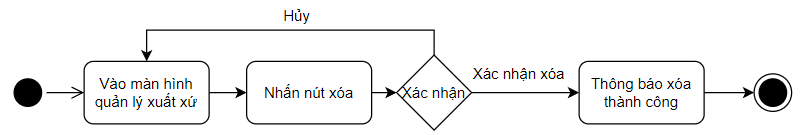 Hủy
Vào màn hình
quản lý xuất xứ
Nhấn nút xóa
Xác nhận
Xác nhận xóa
Thông báo xóa
thành công